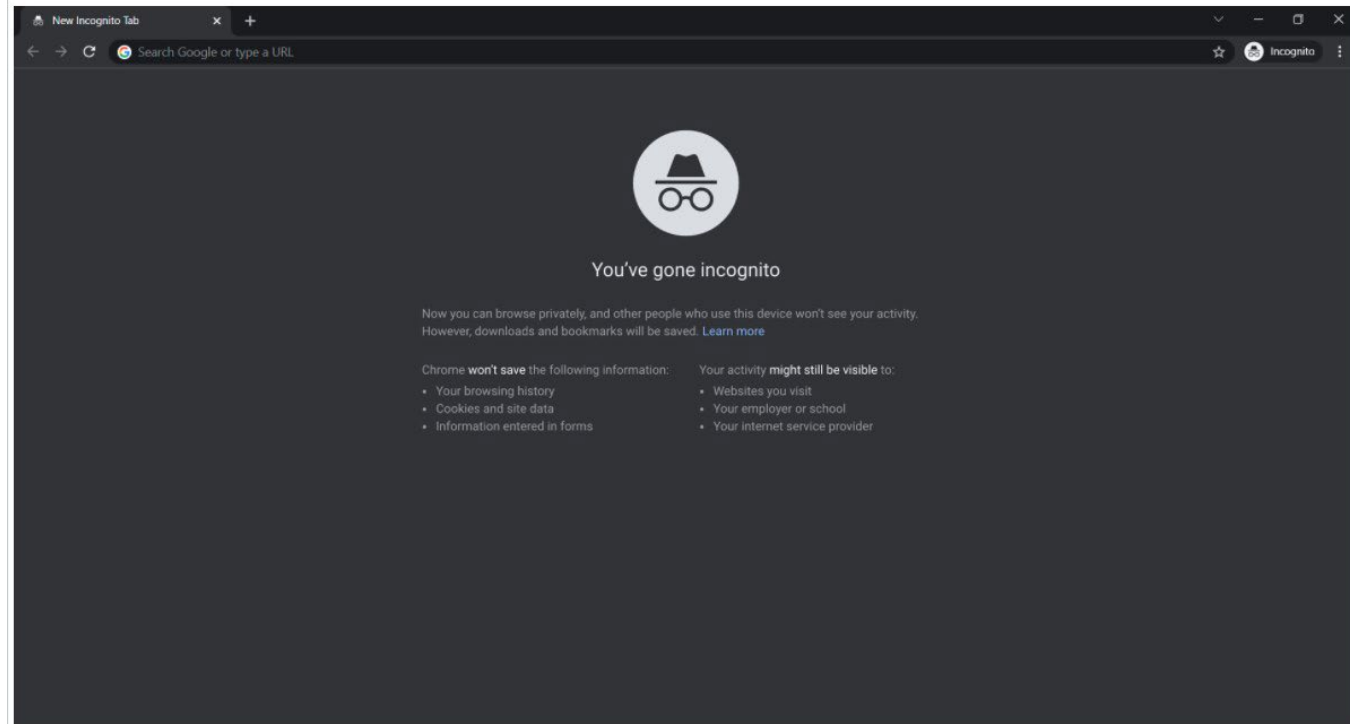 New Incognito Tab
Search Google or type a URL
Incognito
You've gone incognito
Now you can browse privately, and other people who use this device won't see your activity.
However, downloads and bookmarks will be saved. Learn more
Chrome won't save the following information:
• Your browsing history
• Cookies and site data
• Information entered in forms
Your activity might still be visible to:
• Websites you visit
• Your employer or school
• Your internet service provider